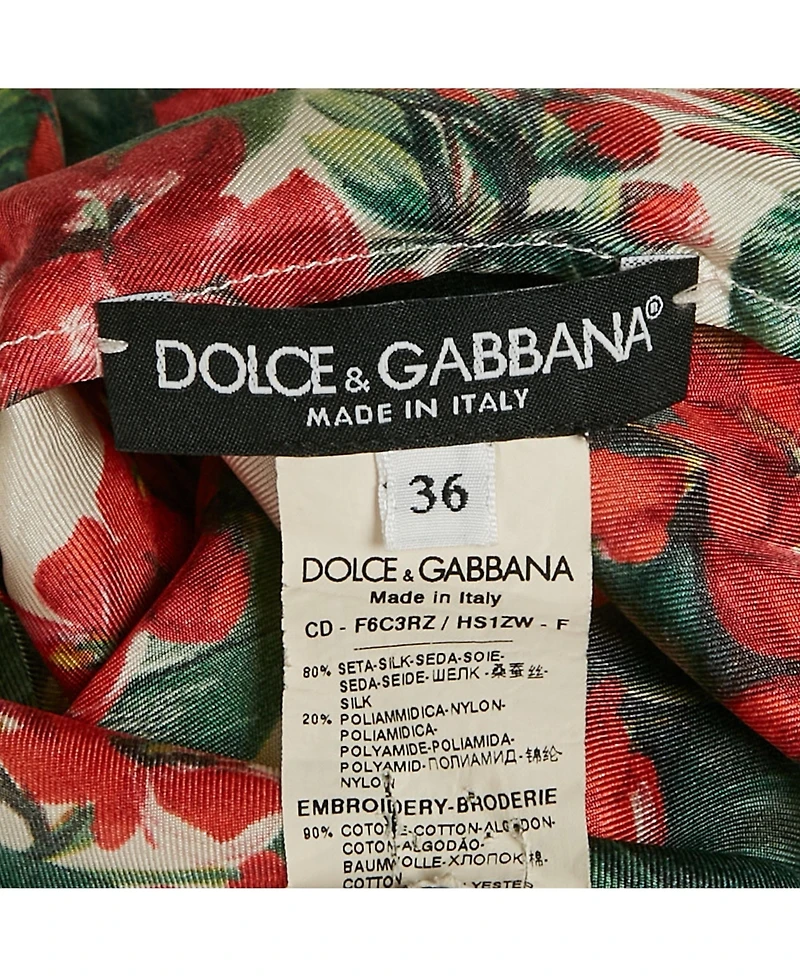 DOLCE & GABBANA®
MADE IN ITALY
36
DOLCE & GABBANA
Made in Italy
CD - F6C3RZ / HS1ZW - F
80% SETA-SILK-SEDA-SOIE-
SEDA-SEIDE-ШЕЛК -桑蚕丝-
SILK
20% POLIAMMIDICA-NYLON-
POLIAMIDICA-
POLYAMIDE-POLIAMIDA-
POLYAMID-ПОЛИАМИД-锦纶
NYLON
EMBROIDERY-BRODERIE
90% COTONE-COTTON-ALGODON-
COTON-ALGODÃO-
BAUMWOLLE-ХЛОПОК 棉-
COTTON